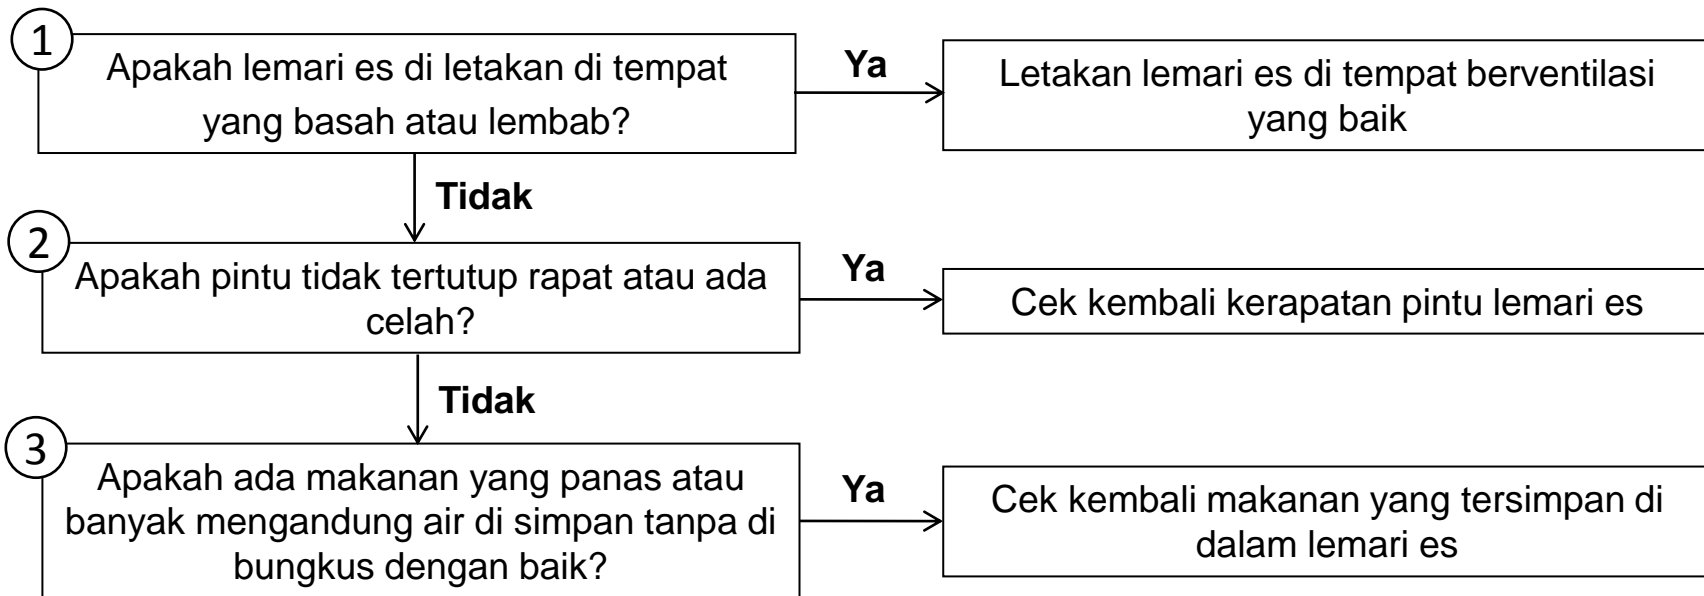 1
Apakah lemari es di letakan di tempat
yang basah atau lembab?
Ya
Letakan lemari es di tempat berventilasi
yang baik
Tidak
2
Apakah pintu tidak tertutup rapat atau ada
celah?
Ya
Cek kembali kerapatan pintu lemari es
Tidak
3
Apakah ada makanan yang panas atau
banyak mengandung air di simpan tanpa di
bungkus dengan baik?
Ya
Cek kembali makanan yang tersimpan di
dalam lemari es